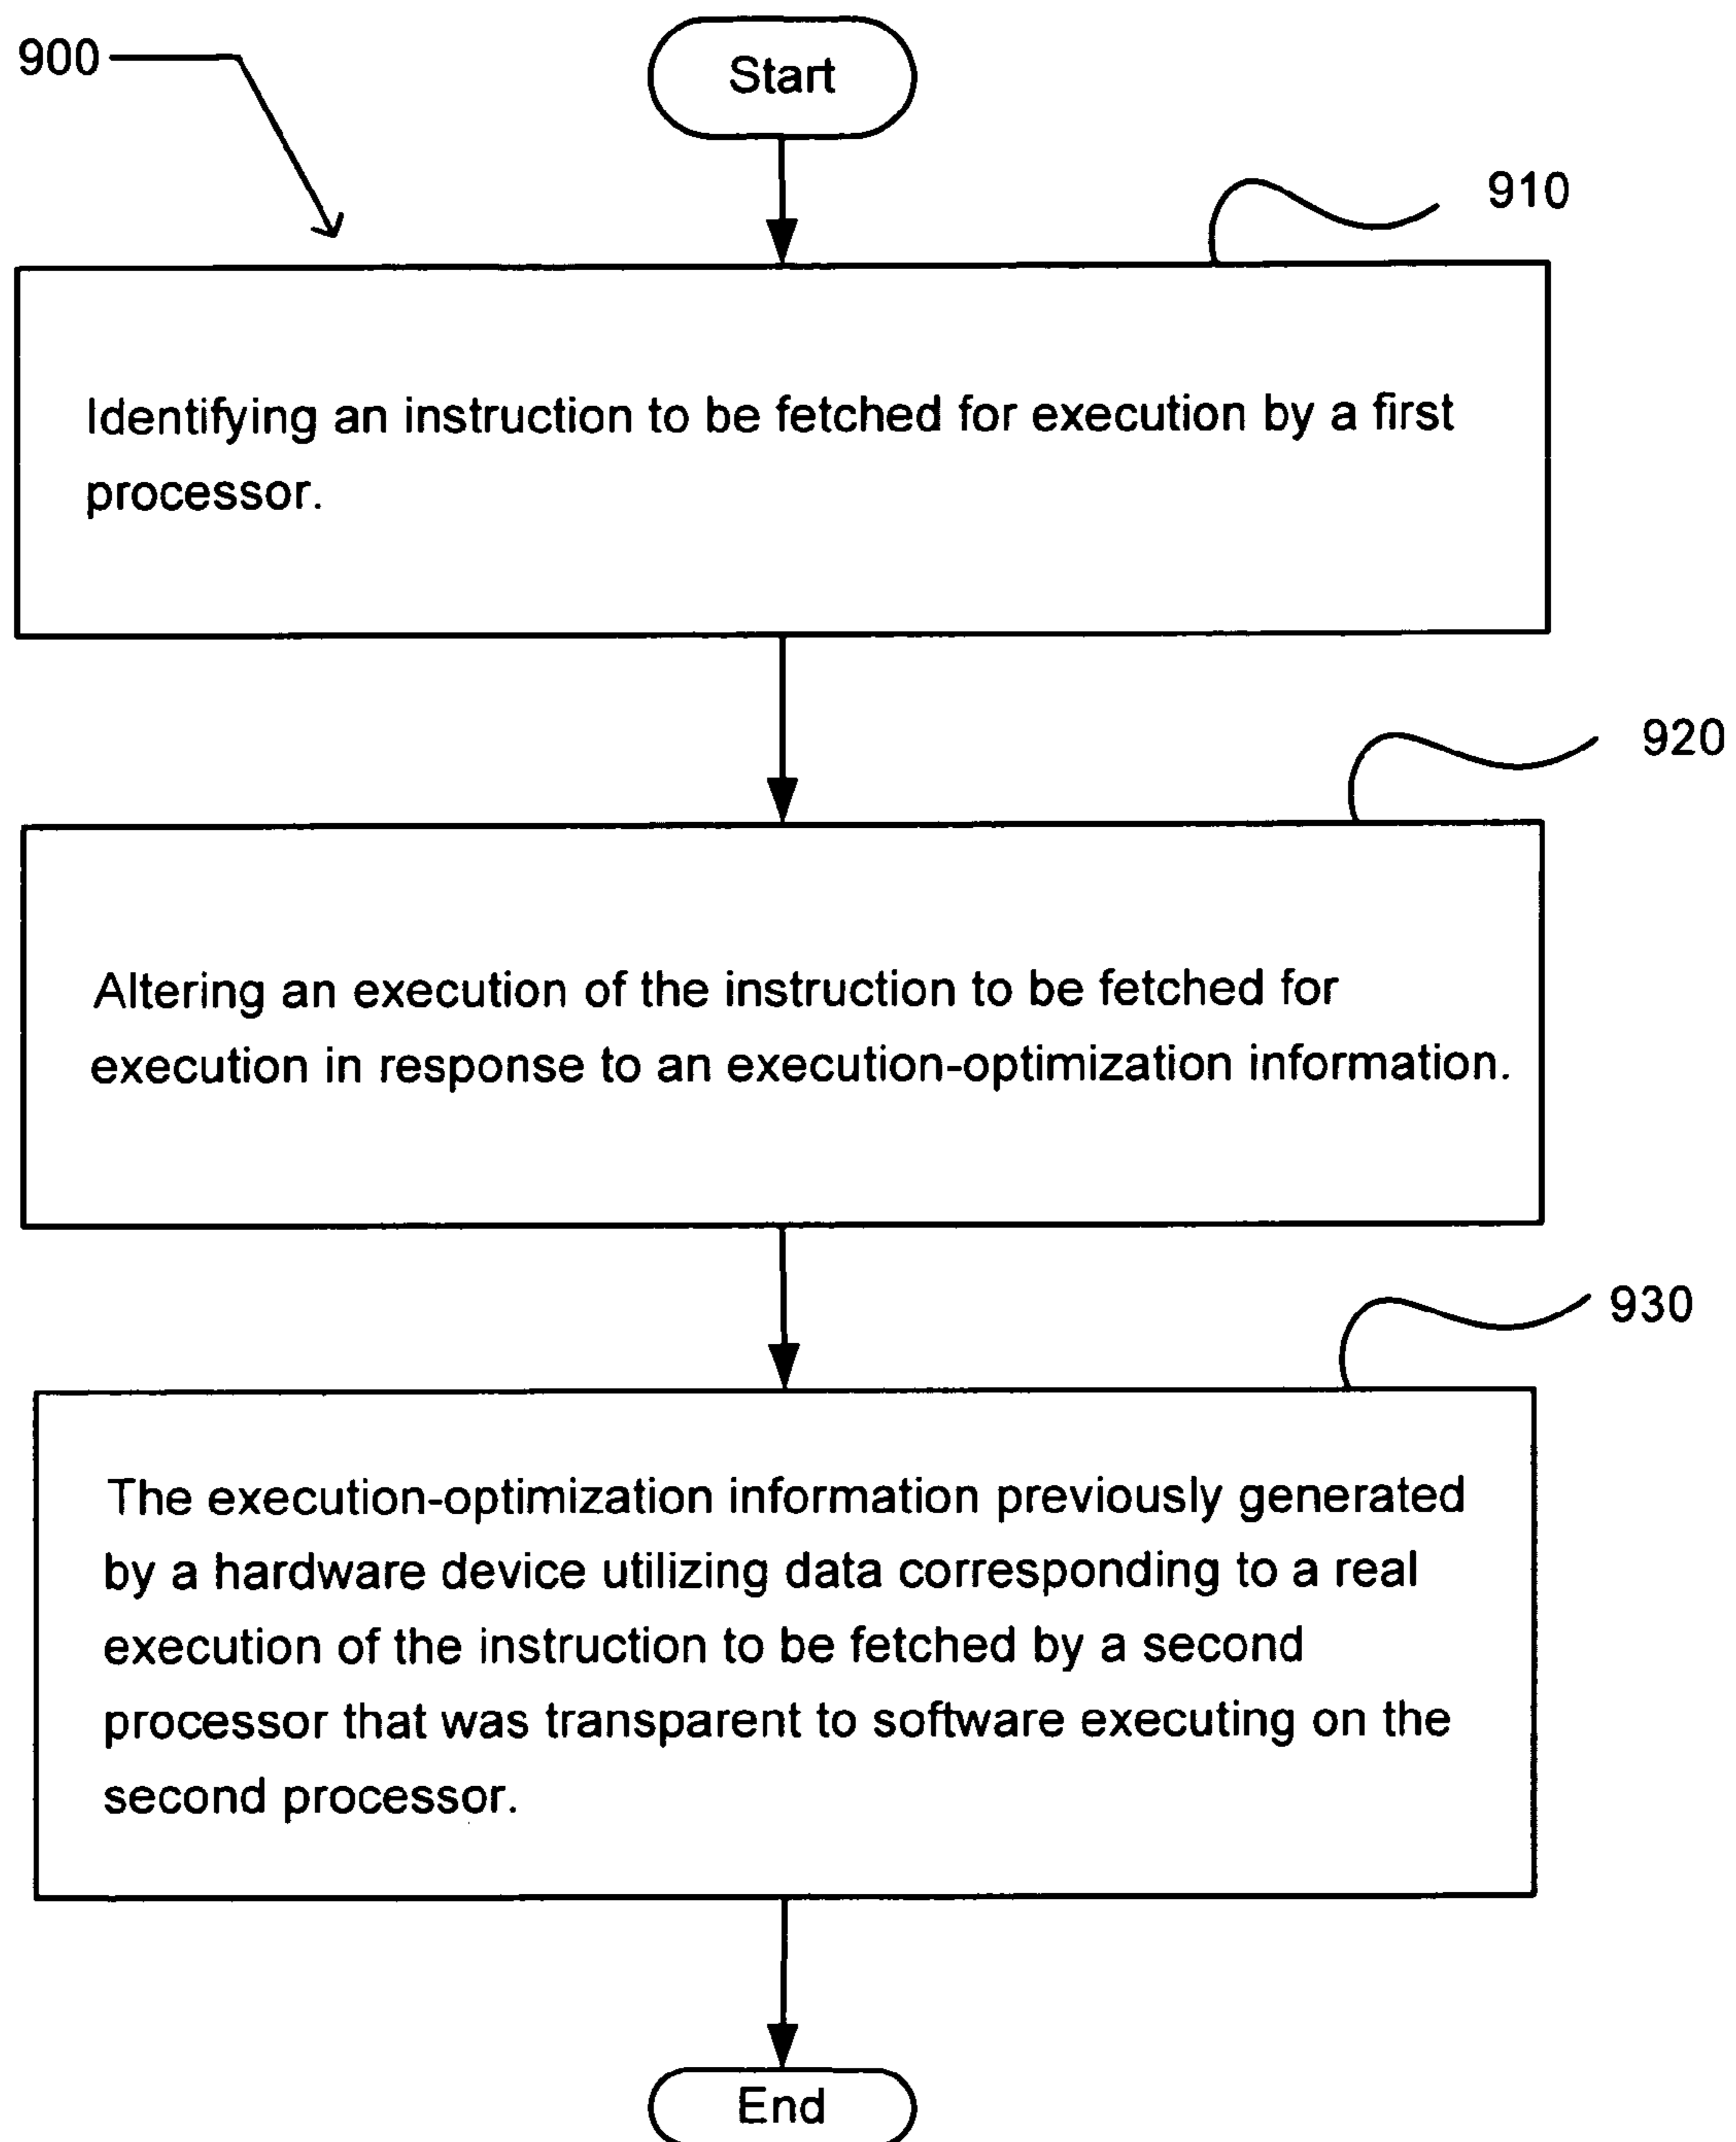 900
Start
910
Identifying an instruction to be fetched for execution by a first
processor.
920
Altering an execution of the instruction to be fetched for
execution in response to an execution-optimization information.
930
The execution-optimization information previously generated
by a hardware device utilizing data corresponding to a real
execution of the instruction to be fetched by a second
processor that was transparent to software executing on the
second processor.
End